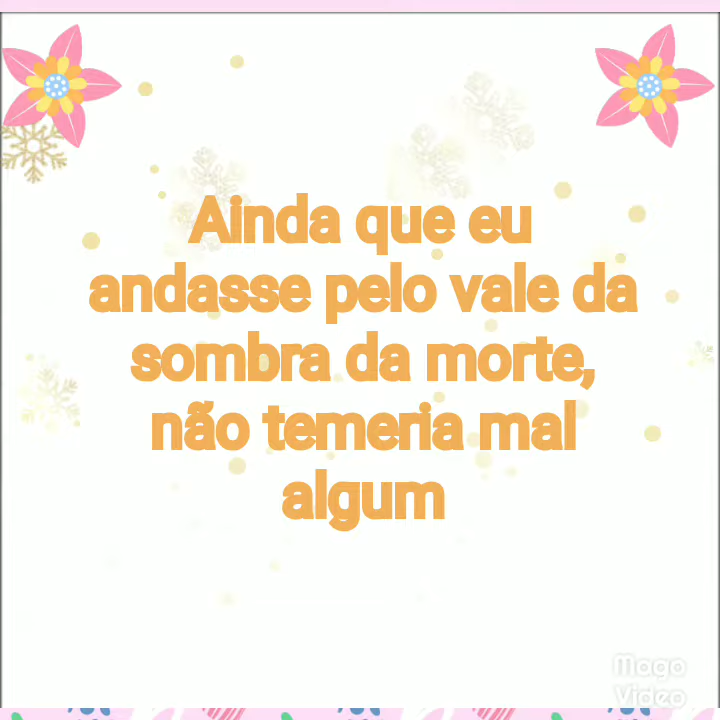 Ainda que eu
andasse pelo vale da
sombra da morte,
não temeria mal
algum
Mago
Video